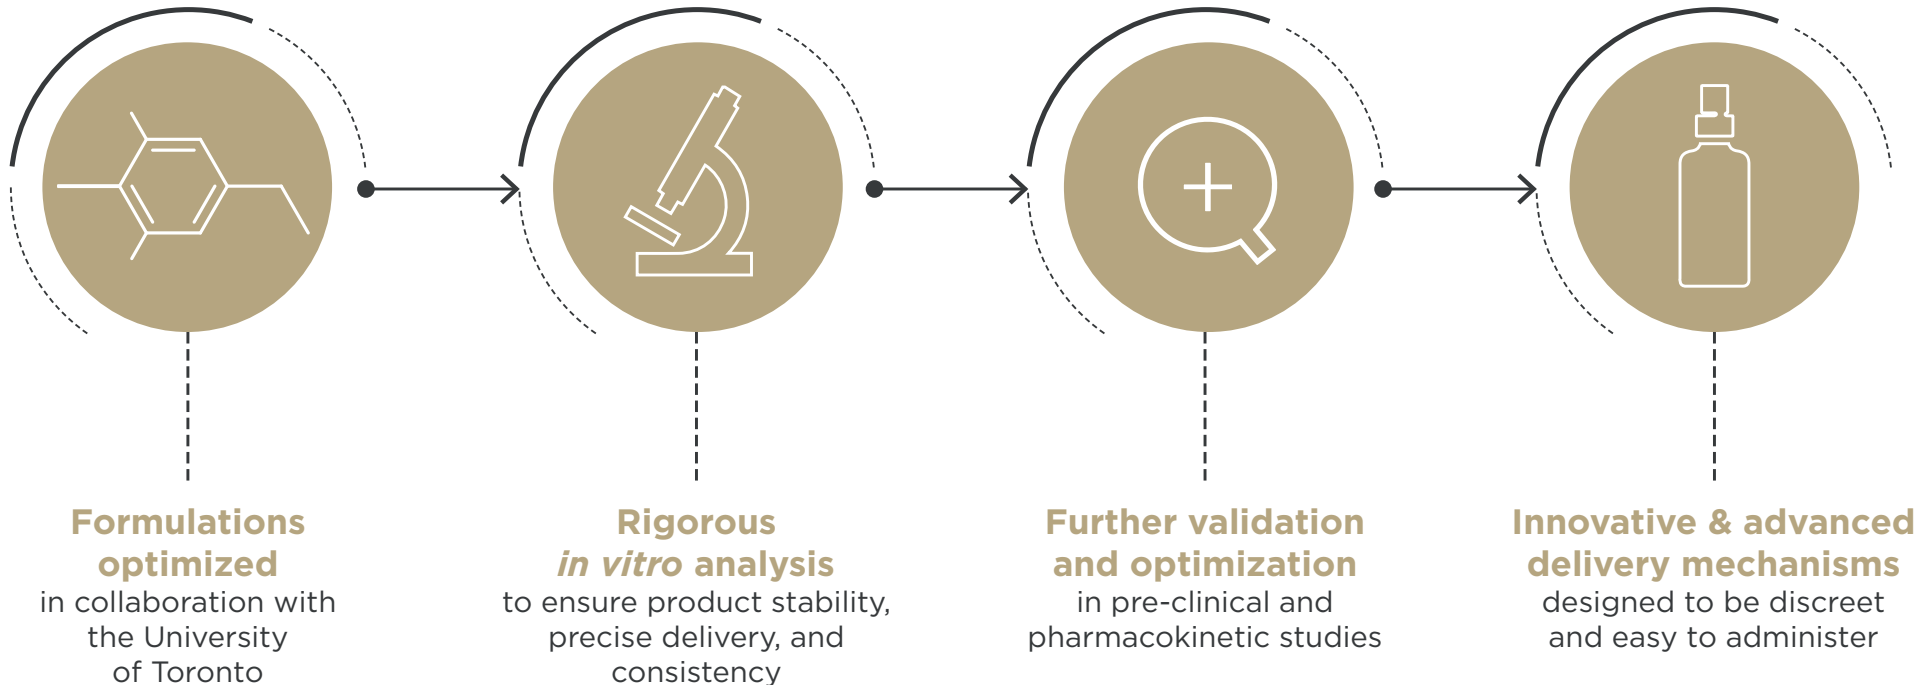 Formulations
optimized
in collaboration with
the University
of Toronto
Rigorous
in vitro analysis
to ensure product stability,
precise delivery, and
consistency
Further validation
and optimization
in pre-clinical and
pharmacokinetic studies
Innovative & advanced
delivery mechanisms
designed to be discreet
and easy to administer